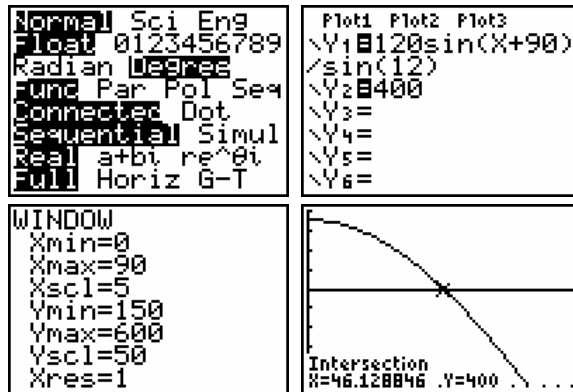 Normal Sci Eng
Float 0123456789
Radian Degree
Func Par Pol Seq
Connected Dot
Sequential Simul
Real a+bi re^θi
Full Horiz G-T
Plot1 Plot2 Plot3
\Y1=120sin(X+90)
/sin(12)
\Y2=400
\Y3=
\Y4=
\Y5=
\Y6=
WINDOW
Xmin=0
Xmax=90
Xscl=5
Ymin=150
Ymax=600
Yscl=50
Xres=1
Intersection
X=46.128846 Y=400